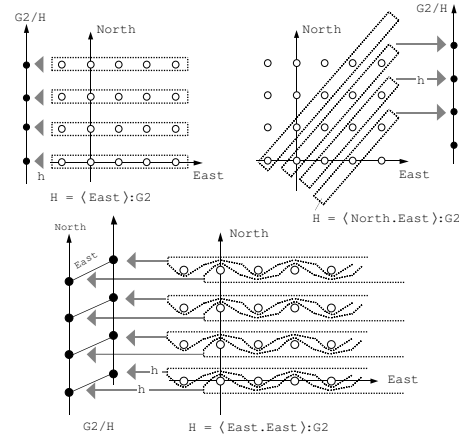 G2/H
North
h
East
H = ⟨East⟩:G2
G2/H
North
h
East
H = ⟨North.East⟩:G2
North
East
North
h
h
East
G2/H
H = ⟨East.East⟩:G2